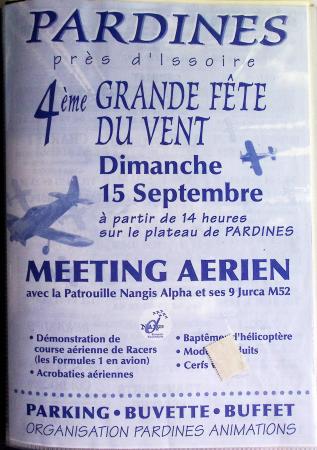 PARDINES
près d'Issoire
4ème GRANDE FÊTE
DU VENT
Dimanche
15 Septembre
à partir de 14 heures
sur le plateau de PARDINES
MEETING AERIEN
avec la Patrouille Nangis Alpha et ses 9 Jurca M52
• Démonstration de
course aérienne de Racers
(les Formules 1 en avion)
• Acrobaties aériennes
• Baptêmes d'hélicoptère
•
• Cerfs
PARKING • BUVETTE • BUFFET
ORGANISATION PARDINES ANIMATIONS